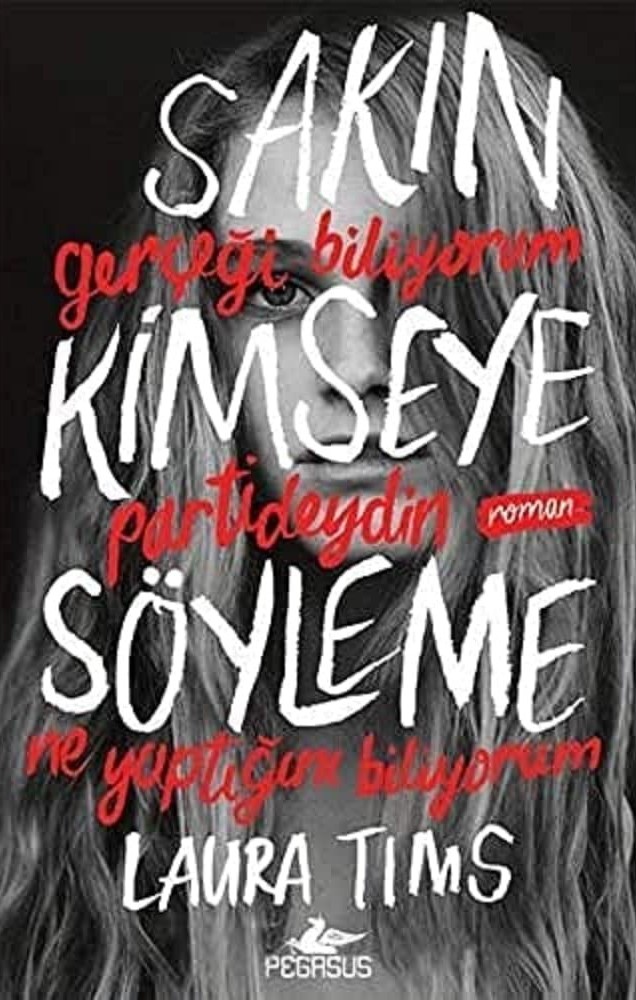 SAKIN
gerçeği biliyorum
KİMSEYE
partideydin
roman
SÖYLEME
ne yaptığını biliyorum
LAURA TIMS
PEGASUS